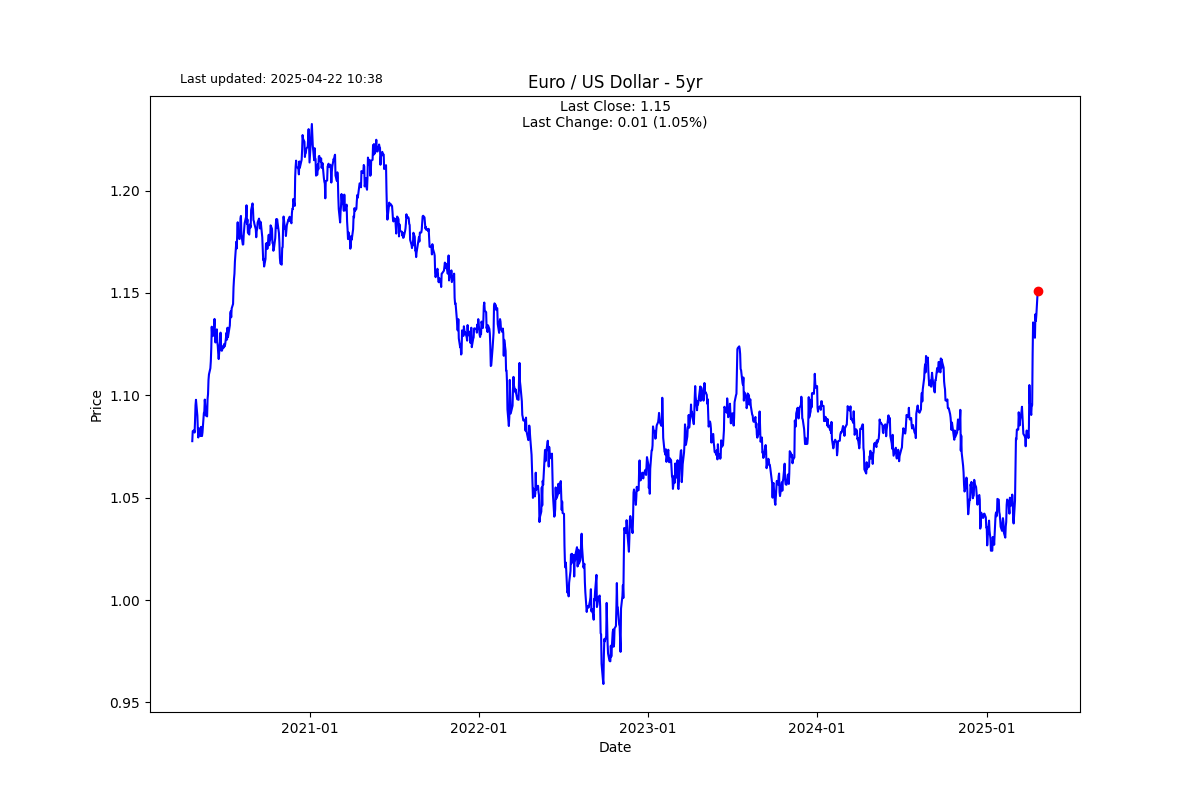 Last updated: 2025-04-22 10:38
Euro / US Dollar - 5yr
Last Close: 1.15
Last Change: 0.01 (1.05%)
1.20
1.15
1.10
1.05
1.00
0.95
Price
2021-01
2022-01
2023-01
2024-01
2025-01
Date